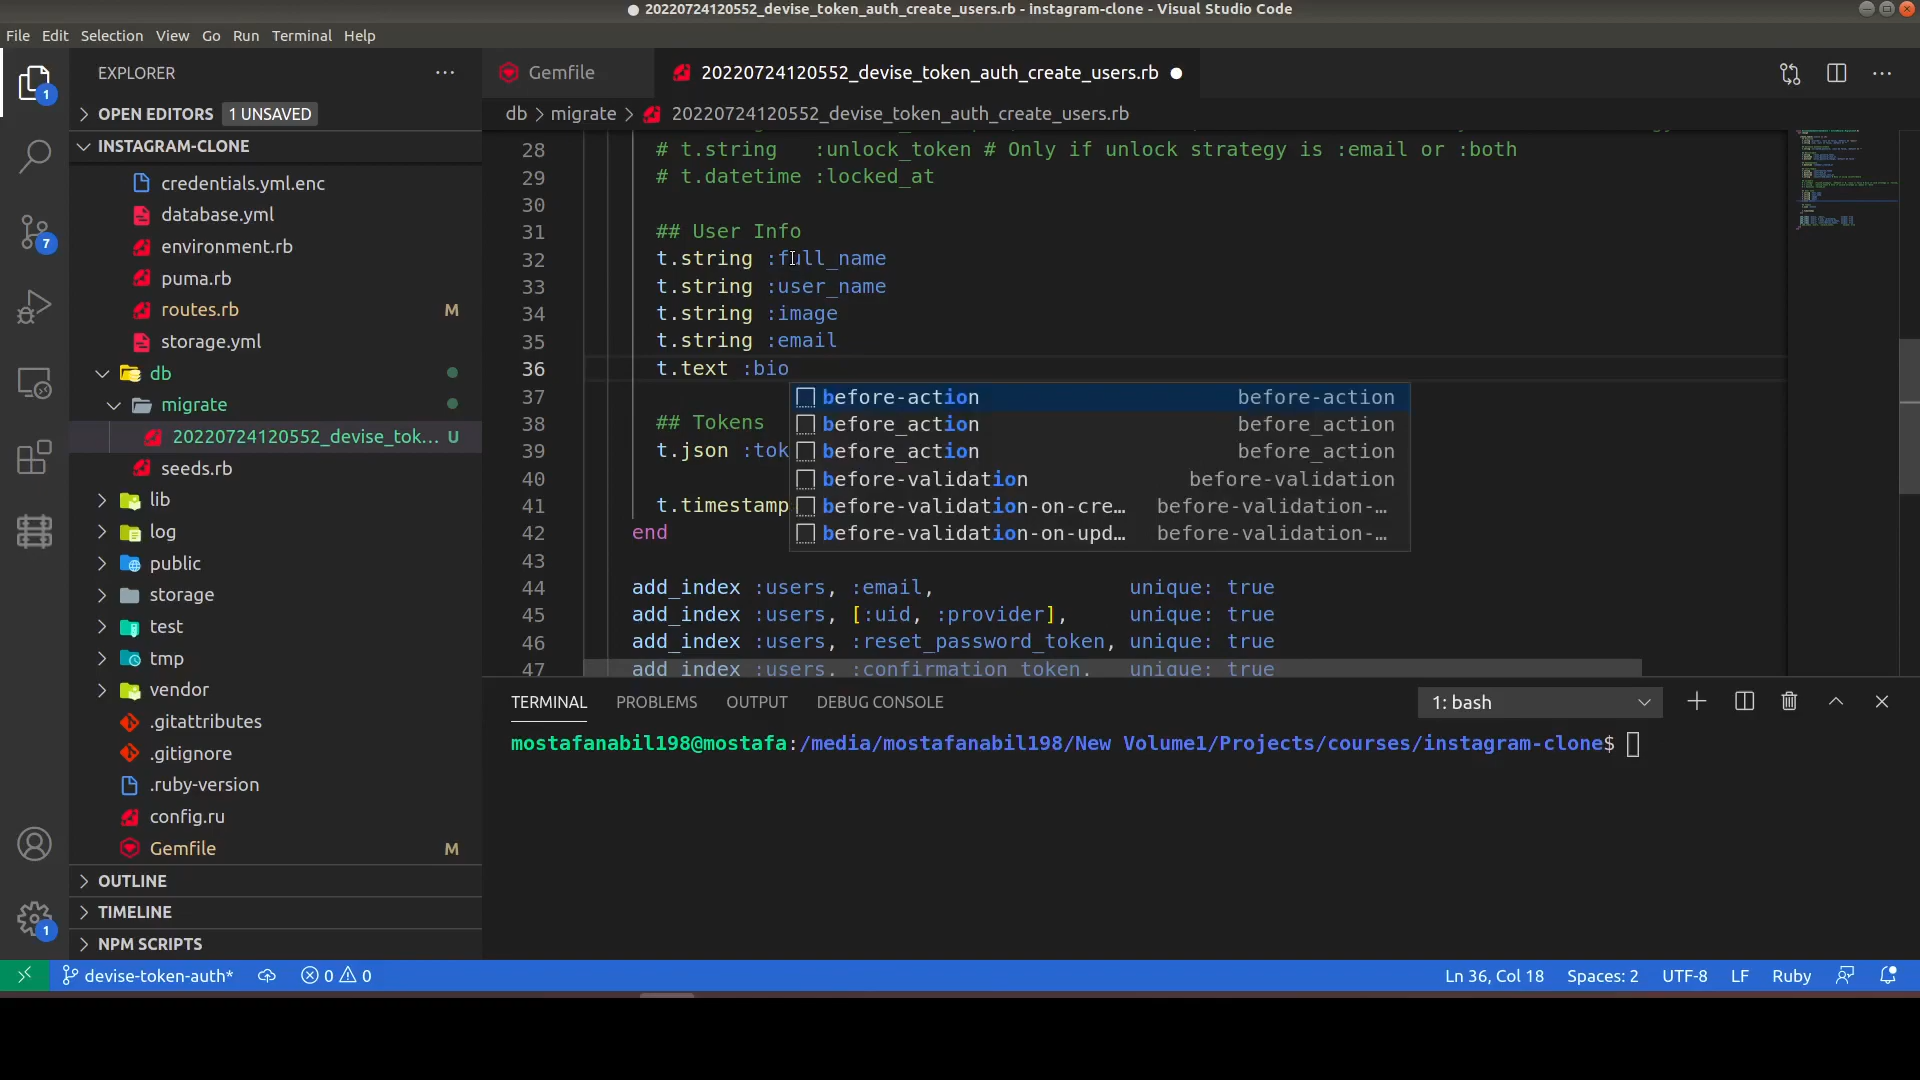 20220724120552_devise_token_auth_create_users.rb - instagram-clone - Visual Studio Code
File Edit Selection View Go Run Terminal Help
EXPLORER
OPEN EDITORS 1 UNSAVED
INSTAGRAM-CLONE
credentials.yml.enc
database.yml
environment.rb
puma.rb
routes.rb M
storage.yml
db
migrate
20220724120552_devise_tok... U
seeds.rb
lib
log
public
storage
test
tmp
vendor
.gitattributes
.gitignore
.ruby-version
config.ru
Gemfile M
OUTLINE
TIMELINE
NPM SCRIPTS
1
7
1
Gemfile
20220724120552_devise_token_auth_create_users.rb
db > migrate > 20220724120552_devise_token_auth_create_users.rb
28 # t.string :unlock_token # Only if unlock strategy is :email or :both
29 # t.datetime :locked_at
30
31 ## User Info
32 t.string :full_name
33 t.string :user_name
34 t.string :image
35 t.string :email
36 t.text :bio
37
38 ## Tokens
39 t.json :tok
40
41 t.timestamp
42 end
43
44 add_index :users, :email, unique: true
45 add_index :users, [:uid, :provider], unique: true
46 add_index :users, :reset_password_token, unique: true
47 add_index :users, :confirmation_token, unique: true
before-action before-action
before_action before_action
before_action before_action
before-validation before-validation
before-validation-on-cre… before-validation-…
before-validation-on-upd… before-validation-…
TERMINAL PROBLEMS OUTPUT DEBUG CONSOLE 1: bash
mostafanabil198@mostafa:/media/mostafanabil198/New Volume1/Projects/courses/instagram-clone$
devise-token-auth* 0 0 Ln 36, Col 18 Spaces: 2 UTF-8 LF Ruby